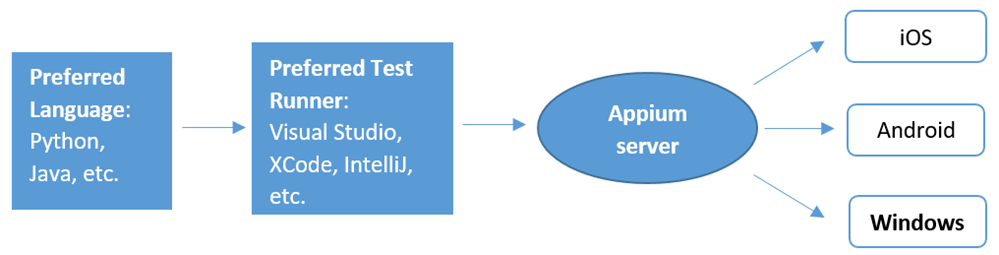 Preferred
Language:
Python,
Java, etc.
Preferred Test
Runner:
Visual Studio,
XCode, IntelliJ,
etc.
Appium
server
iOS
Android
Windows